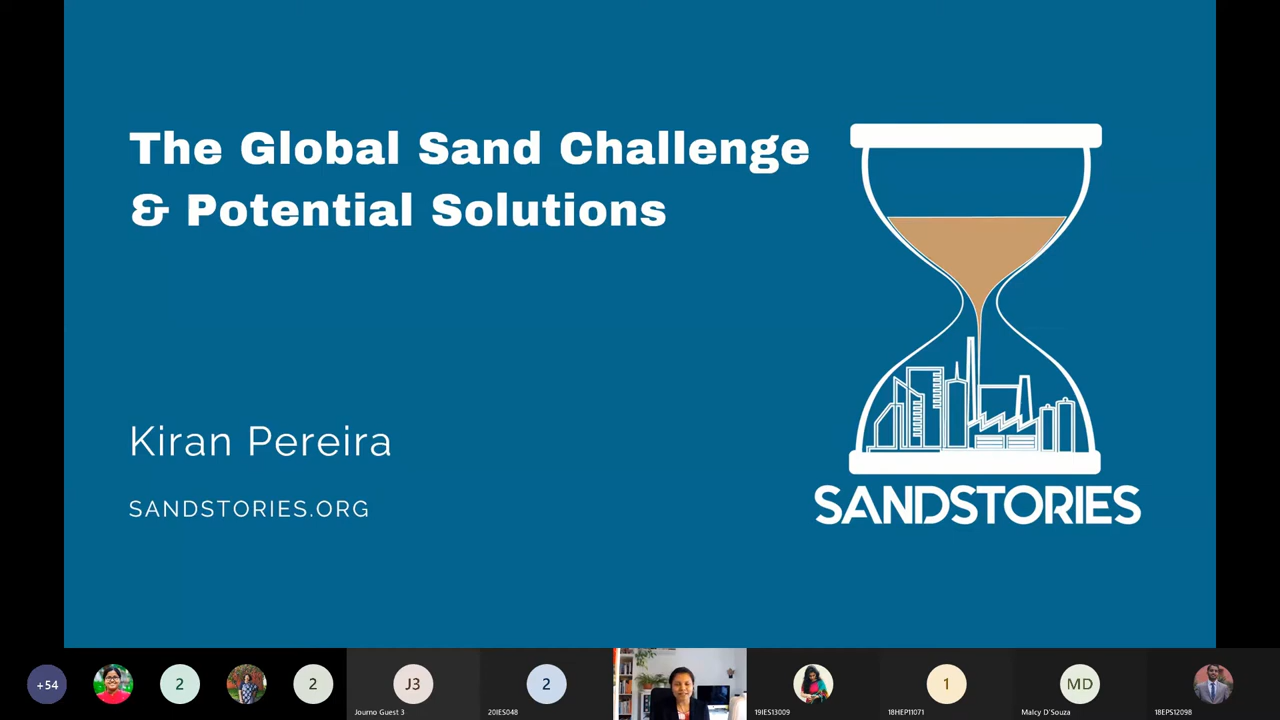 The Global Sand Challenge
& Potential Solutions
Kiran Pereira
SANDSTORIES.ORG
SANDSTORIES
+54
2
2
J3
Journo Guest 3
2
20IES048
19IES13009
1
18HEP11071
MD
Malcy D'Souza
18EPS12098